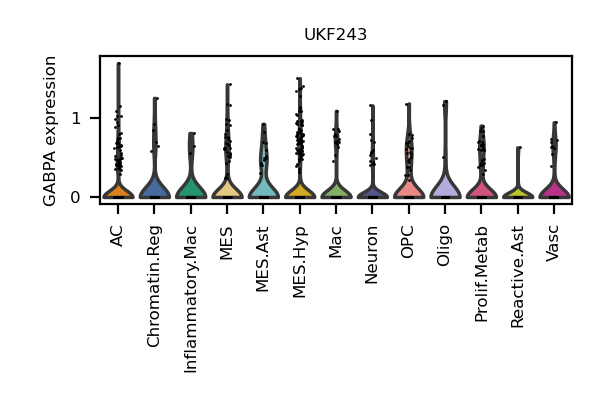 UKF243
GABPA expression
1
0
AC
Chromatin.Reg
Inflammatory.Mac
MES
MES.Ast
MES.Hyp
Mac
Neuron
OPC
Oligo
Prolif.Metab
Reactive.Ast
Vasc